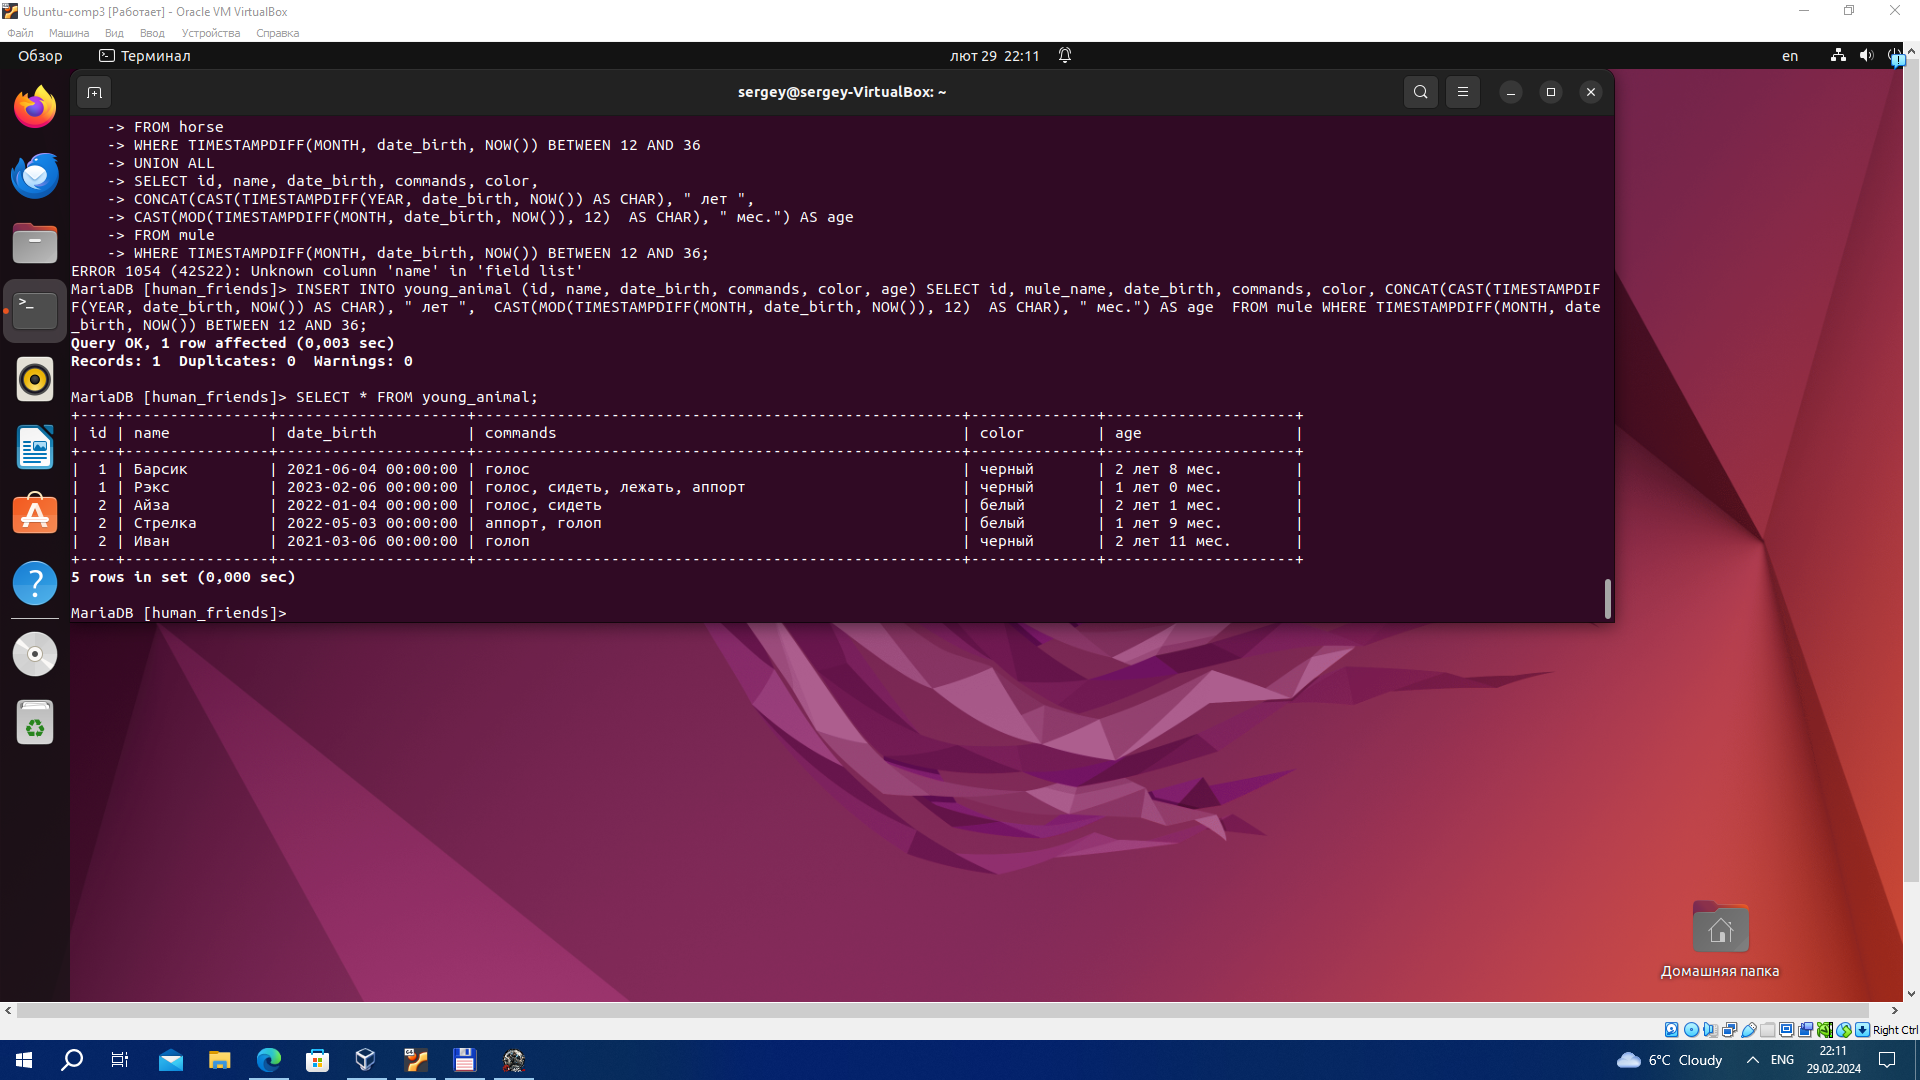 Ubuntu-comp3 [Работает] - Oracle VM VirtualBox
Файл Машина Вид Ввод Устройства Справка
Обзор Терминал лют 29 22:11 en
sergey@sergey-VirtualBox: ~
    -> FROM horse
    -> WHERE TIMESTAMPDIFF(MONTH, date_birth, NOW()) BETWEEN 12 AND 36
    -> UNION ALL
    -> SELECT id, name, date_birth, commands, color,
    -> CONCAT(CAST(TIMESTAMPDIFF(YEAR, date_birth, NOW()) AS CHAR), " лет ",
    -> CAST(MOD(TIMESTAMPDIFF(MONTH, date_birth, NOW()), 12)  AS CHAR), " мес.") AS age
    -> FROM mule
    -> WHERE TIMESTAMPDIFF(MONTH, date_birth, NOW()) BETWEEN 12 AND 36;
ERROR 1054 (42S22): Unknown column 'name' in 'field list'
MariaDB [human_friends]> INSERT INTO young_animal (id, name, date_birth, commands, color, age) SELECT id, mule_name, date_birth, commands, color, CONCAT(CAST(TIMESTAMPDIF
F(YEAR, date_birth, NOW()) AS CHAR), " лет ",  CAST(MOD(TIMESTAMPDIFF(MONTH, date_birth, NOW()), 12)  AS CHAR), " мес.") AS age  FROM mule WHERE TIMESTAMPDIFF(MONTH, date
_birth, NOW()) BETWEEN 12 AND 36;
Query OK, 1 row affected (0,003 sec)
Records: 1  Duplicates: 0  Warnings: 0
MariaDB [human_friends]> SELECT * FROM young_animal;
+----+----------------+---------------------+------------------------------------------------------+--------------+---------------------+
| id | name           | date_birth          | commands                                             | color        | age                 |
+----+----------------+---------------------+------------------------------------------------------+--------------+---------------------+
|  1 | Барсик         | 2021-06-04 00:00:00 | голос                                                | черный       | 2 лет 8 мес.        |
|  1 | Рэкс           | 2023-02-06 00:00:00 | голос, сидеть, лежать, аппорт                        | черный       | 1 лет 0 мес.        |
|  2 | Айза           | 2022-01-04 00:00:00 | голос, сидеть                                        | белый        | 2 лет 1 мес.        |
|  2 | Стрелка        | 2022-05-03 00:00:00 | аппорт, голоп                                        | белый        | 1 лет 9 мес.        |
|  2 | Иван           | 2021-03-06 00:00:00 | голоп                                                | черный       | 2 лет 11 мес.       |
+----+----------------+---------------------+------------------------------------------------------+--------------+---------------------+
5 rows in set (0,000 sec)
MariaDB [human_friends]>
Домашняя папка
Right Ctrl
6°C Cloudy ENG 22:11
29.02.2024